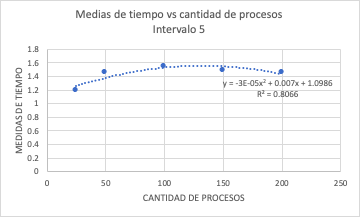 Medias de tiempo vs cantidad de procesos
Intervalo 5
MEDIDAS DE TIEMPO
1.8
1.6
1.4
1.2
1
0.8
0.6
0.4
0.2
0
y = -3E-05x² + 0.007x + 1.0986
R² = 0.8066
0 50 100 150 200 250
CANTIDAD DE PROCESOS